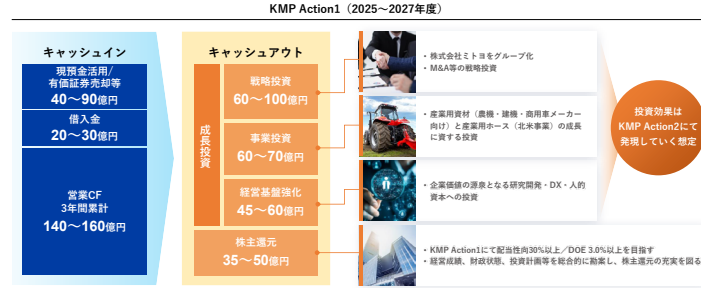 KMP Action1（2025～2027年度）
キャッシュイン
現預金活用/
有価証券売却等
40～90億円
借入金
20～30億円
営業CF
3年間累計
140～160億円
キャッシュアウト
成長投資
戦略投資
60～100億円
事業投資
60～70億円
経営基盤強化
45～60億円
株主還元
35～50億円
・株式会社ミトヨをグループ化
・M&A等の戦略投資
・産業用資材（農機・建機・商用車メーカー
向け）と産業用ホース（北米事業）の成長
に資する投資
・企業価値の源泉となる研究開発・DX・人的
資本への投資
・KMP Action1にて配当性向30%以上／DOE 3.0%以上を目指す
・経営成績、財政状態、投資計画等を総合的に勘案し、株主還元の充実を図る
投資効果は
KMP Action2にて
発現していく想定